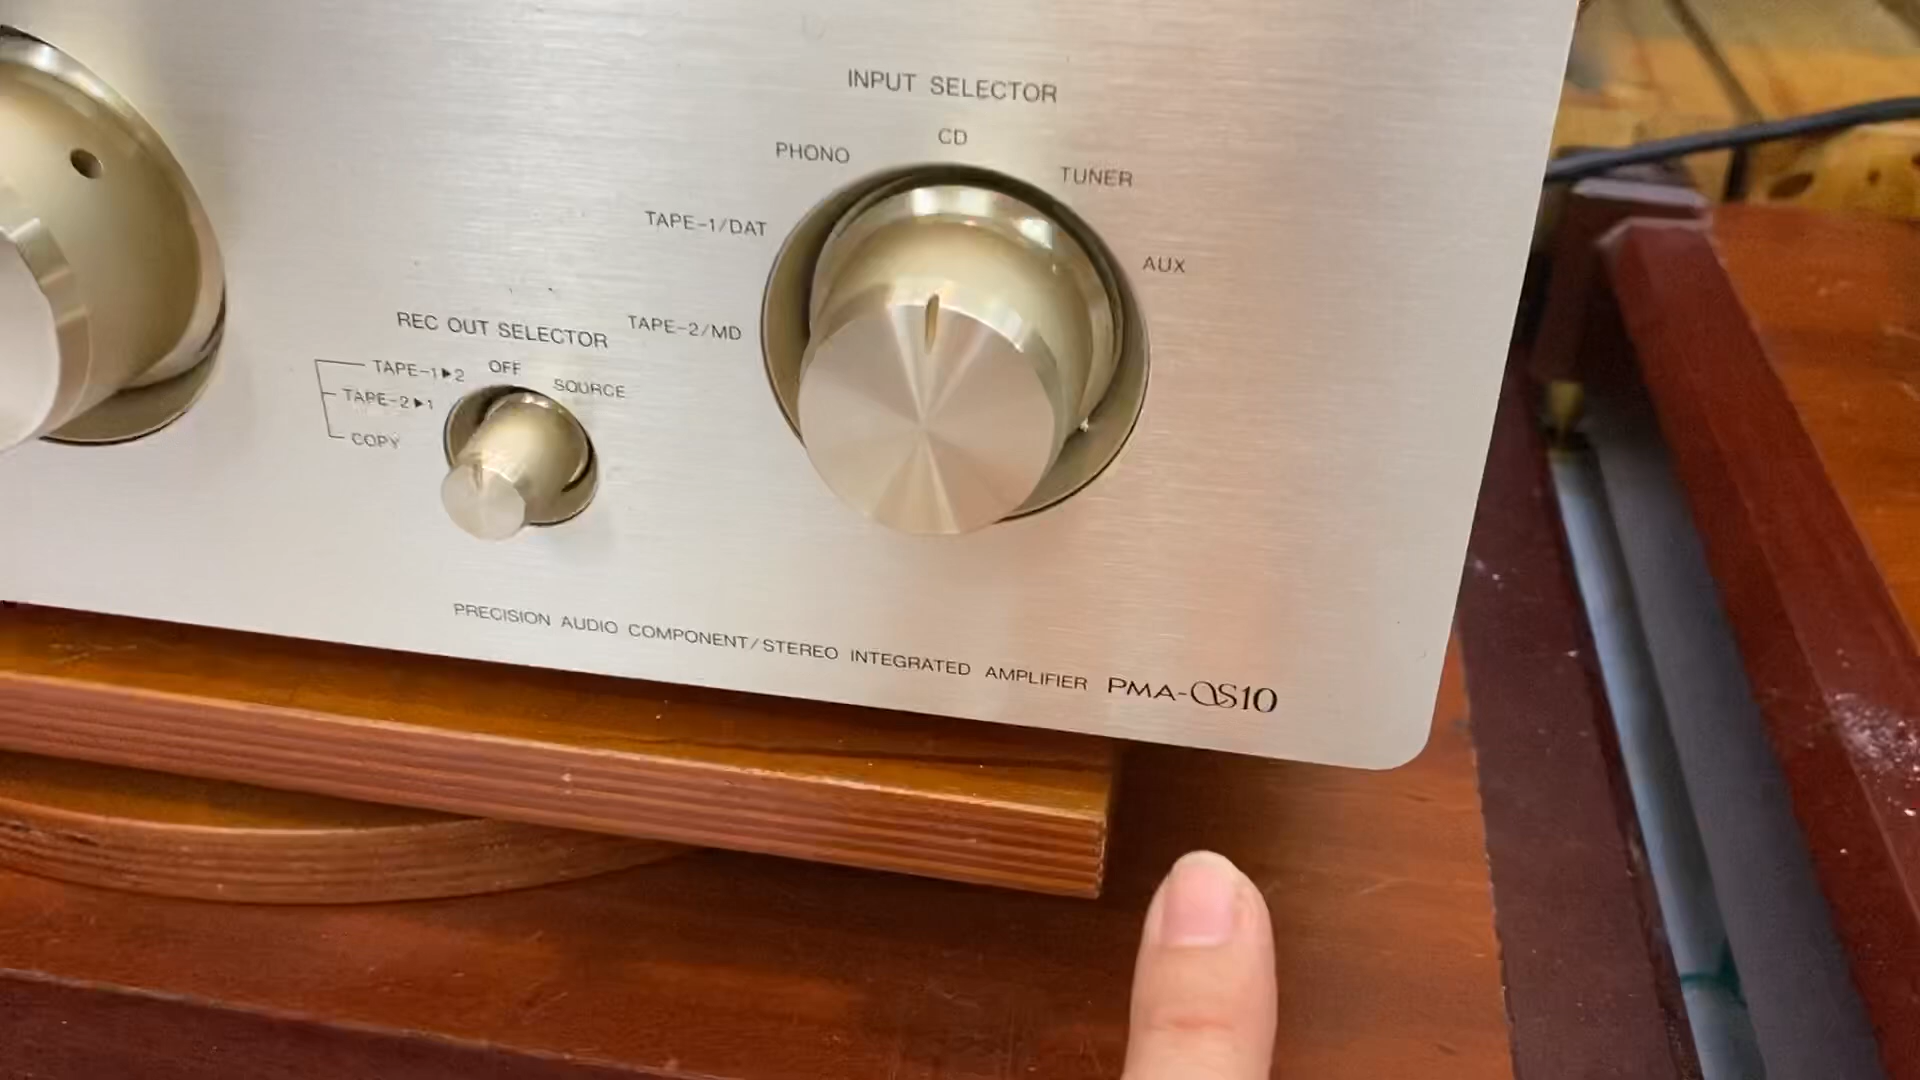 INPUT SELECTOR
CD
PHONO
TUNER
TAPE-1/DAT
AUX
TAPE-2/MD
REC OUT SELECTOR
OFF
TAPE-1▶2
SOURCE
TAPE-2▶1
COPY
PRECISION AUDIO COMPONENT/STEREO INTEGRATED AMPLIFIER PMA-S10